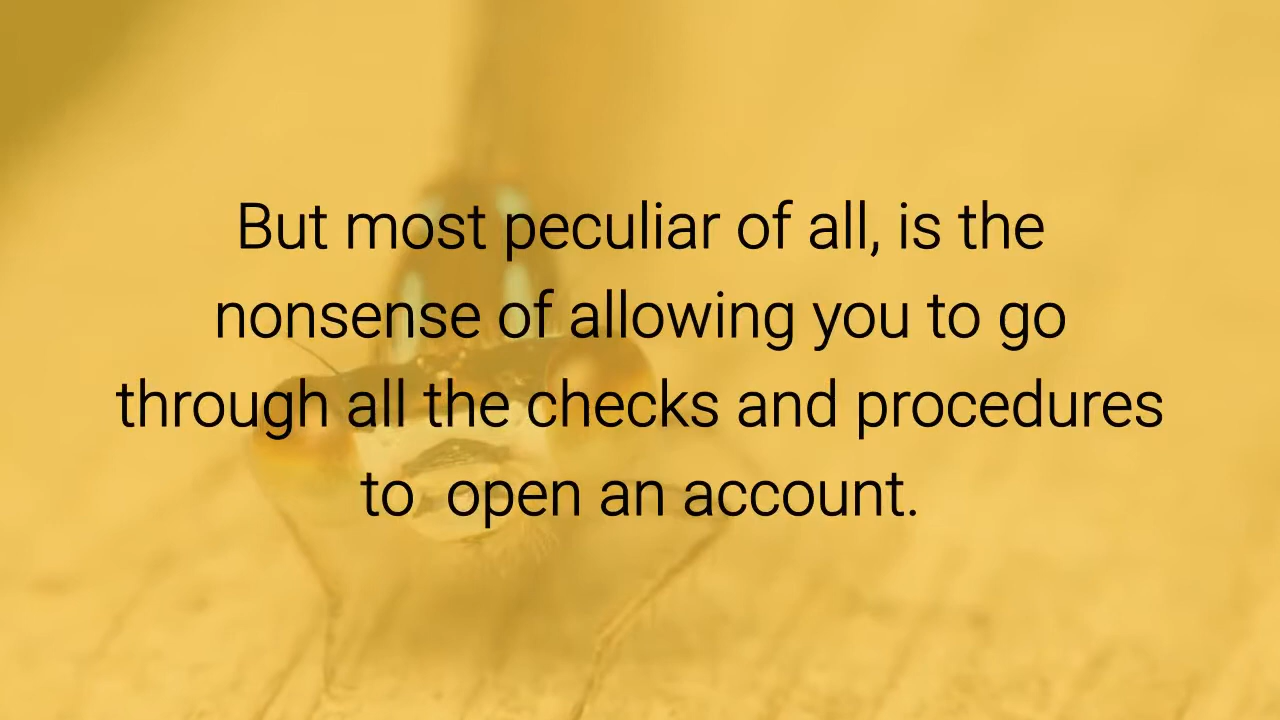 But most peculiar of all, is the
nonsense of allowing you to go
through all the checks and procedures
to  open an account.